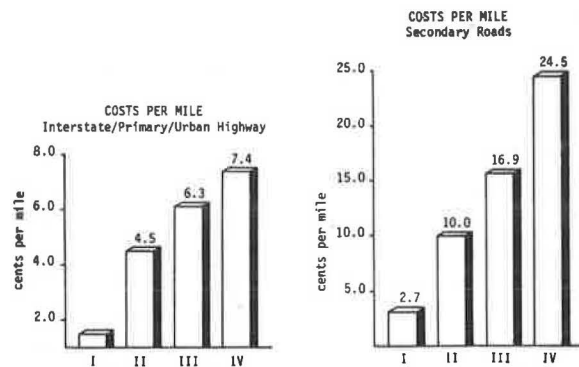 COSTS PER MILE
Interstate/Primary/Urban Highway
8.0
6.0
4.0
2.0
cents per mile
4.5
6.3
7.4
I II III IV
COSTS PER MILE
Secondary Roads
25.0
20.0
15.0
10.0
5.0
cents per mile
2.7
10.0
16.9
24.5
I II III IV